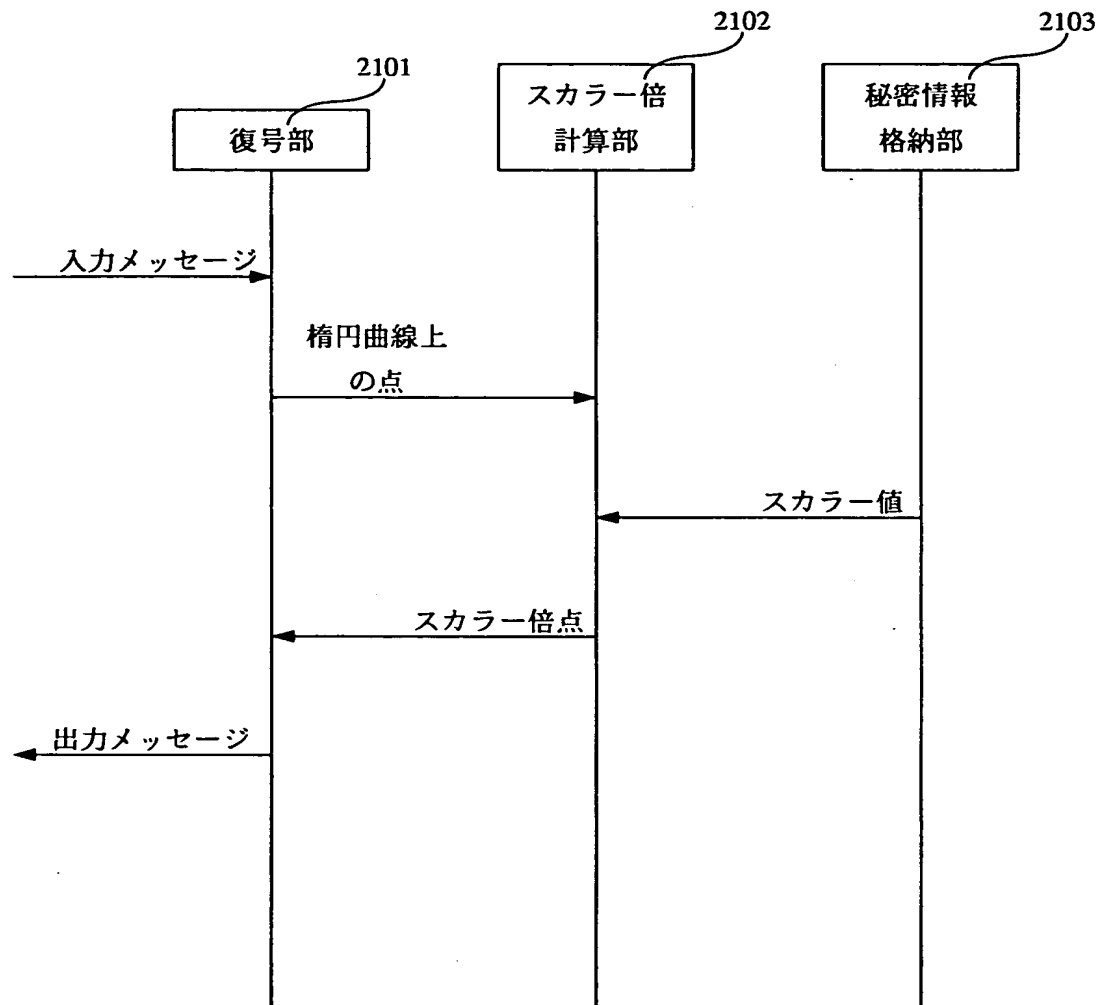 2101
復号部
2102
スカラー倍
計算部
2103
秘密情報
格納部
入力メッセージ
楕円曲線上
の点
スカラー値
スカラー倍点
出力メッセージ